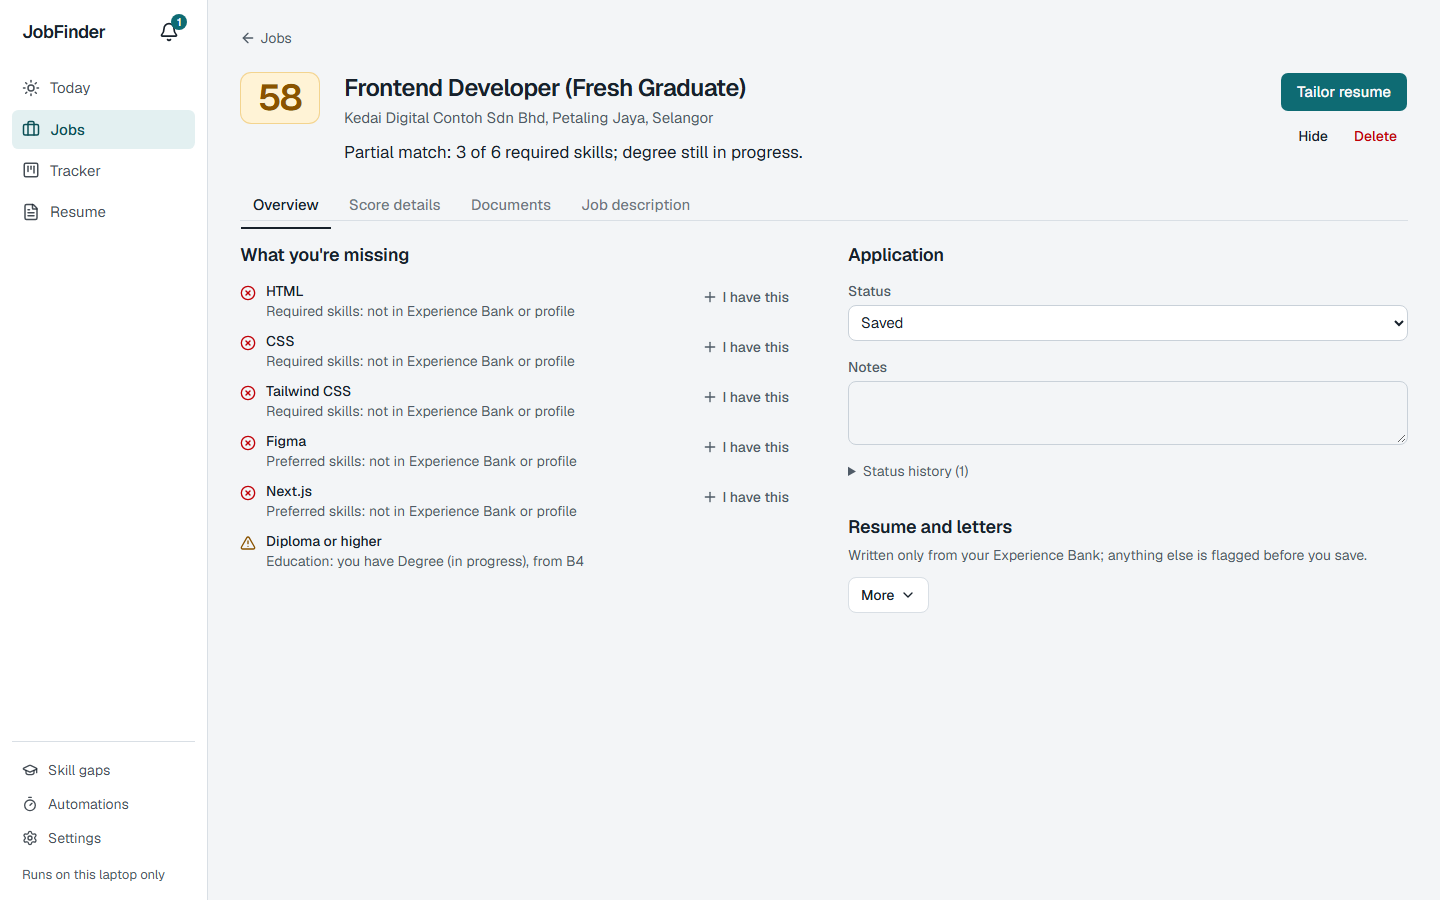 JobFinder
1
Today
Jobs
Tracker
Resume
Skill gaps
Automations
Settings
Runs on this laptop only
Jobs
58
Frontend Developer (Fresh Graduate)
Kedai Digital Contoh Sdn Bhd, Petaling Jaya, Selangor
Partial match: 3 of 6 required skills; degree still in progress.
Tailor resume
Hide
Delete
Overview
Score details
Documents
Job description
What you're missing
HTML
Required skills: not in Experience Bank or profile
I have this
CSS
Required skills: not in Experience Bank or profile
I have this
Tailwind CSS
Required skills: not in Experience Bank or profile
I have this
Figma
Preferred skills: not in Experience Bank or profile
I have this
Next.js
Preferred skills: not in Experience Bank or profile
I have this
Diploma or higher
Education: you have Degree (in progress), from B4
Application
Status
Saved
Notes
Status history (1)
Resume and letters
Written only from your Experience Bank; anything else is flagged before you save.
More